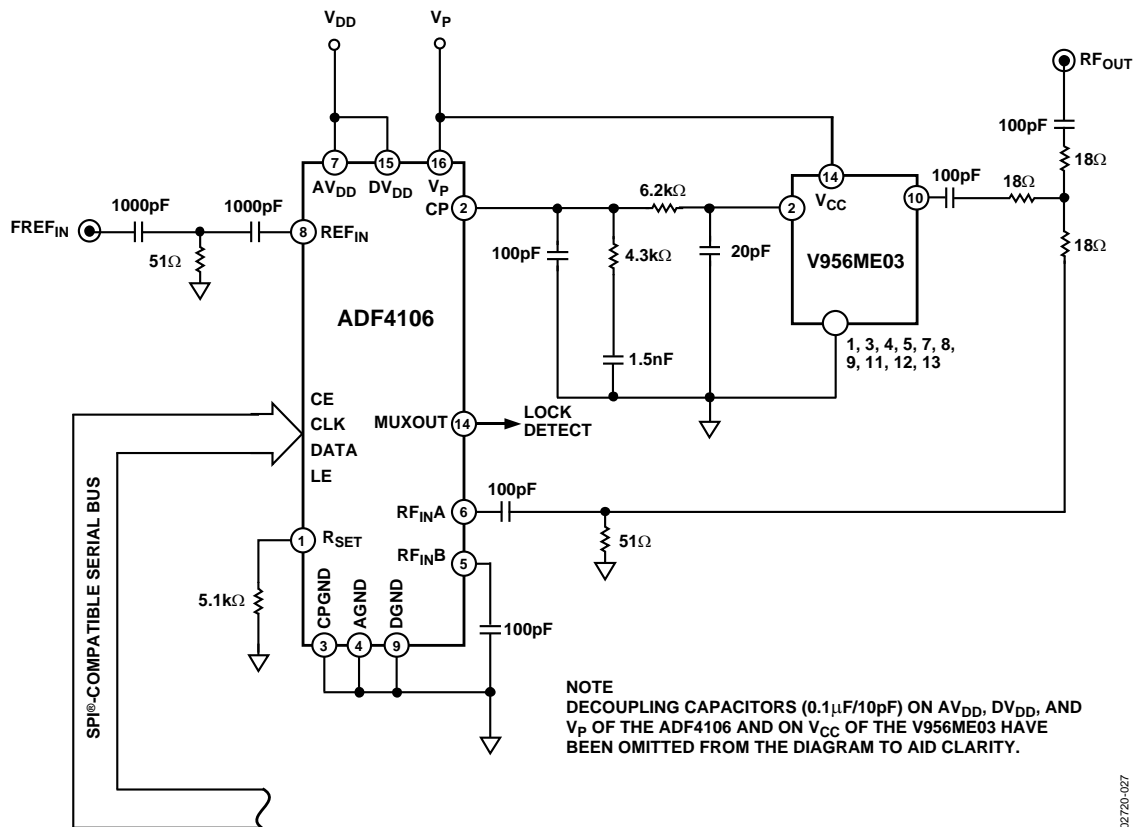 VDD
VP
RFOUT
100pF
18Ω
7
15
16
AVDD
DVDD
VP
CP
2
6.2kΩ
2
14
VCC
10
100pF
18Ω
18Ω
1000pF
1000pF
FREFIN
8
REFIN
51Ω
100pF
4.3kΩ
20pF
V956ME03
ADF4106
1.5nF
1, 3, 4, 5, 7, 8,
9, 11, 12, 13
CE
CLK
DATA
LE
MUXOUT
14
LOCK
DETECT
100pF
RFINA
6
51Ω
1
RSET
RFINB
5
5.1kΩ
CPGND
AGND
DGND
100pF
3
4
9
SPI®-COMPATIBLE SERIAL BUS
NOTE
DECOUPLING CAPACITORS (0.1µF/10pF) ON AVDD, DVDD, AND
VP OF THE ADF4106 AND ON VCC OF THE V956ME03 HAVE
BEEN OMITTED FROM THE DIAGRAM TO AID CLARITY.
02720-027